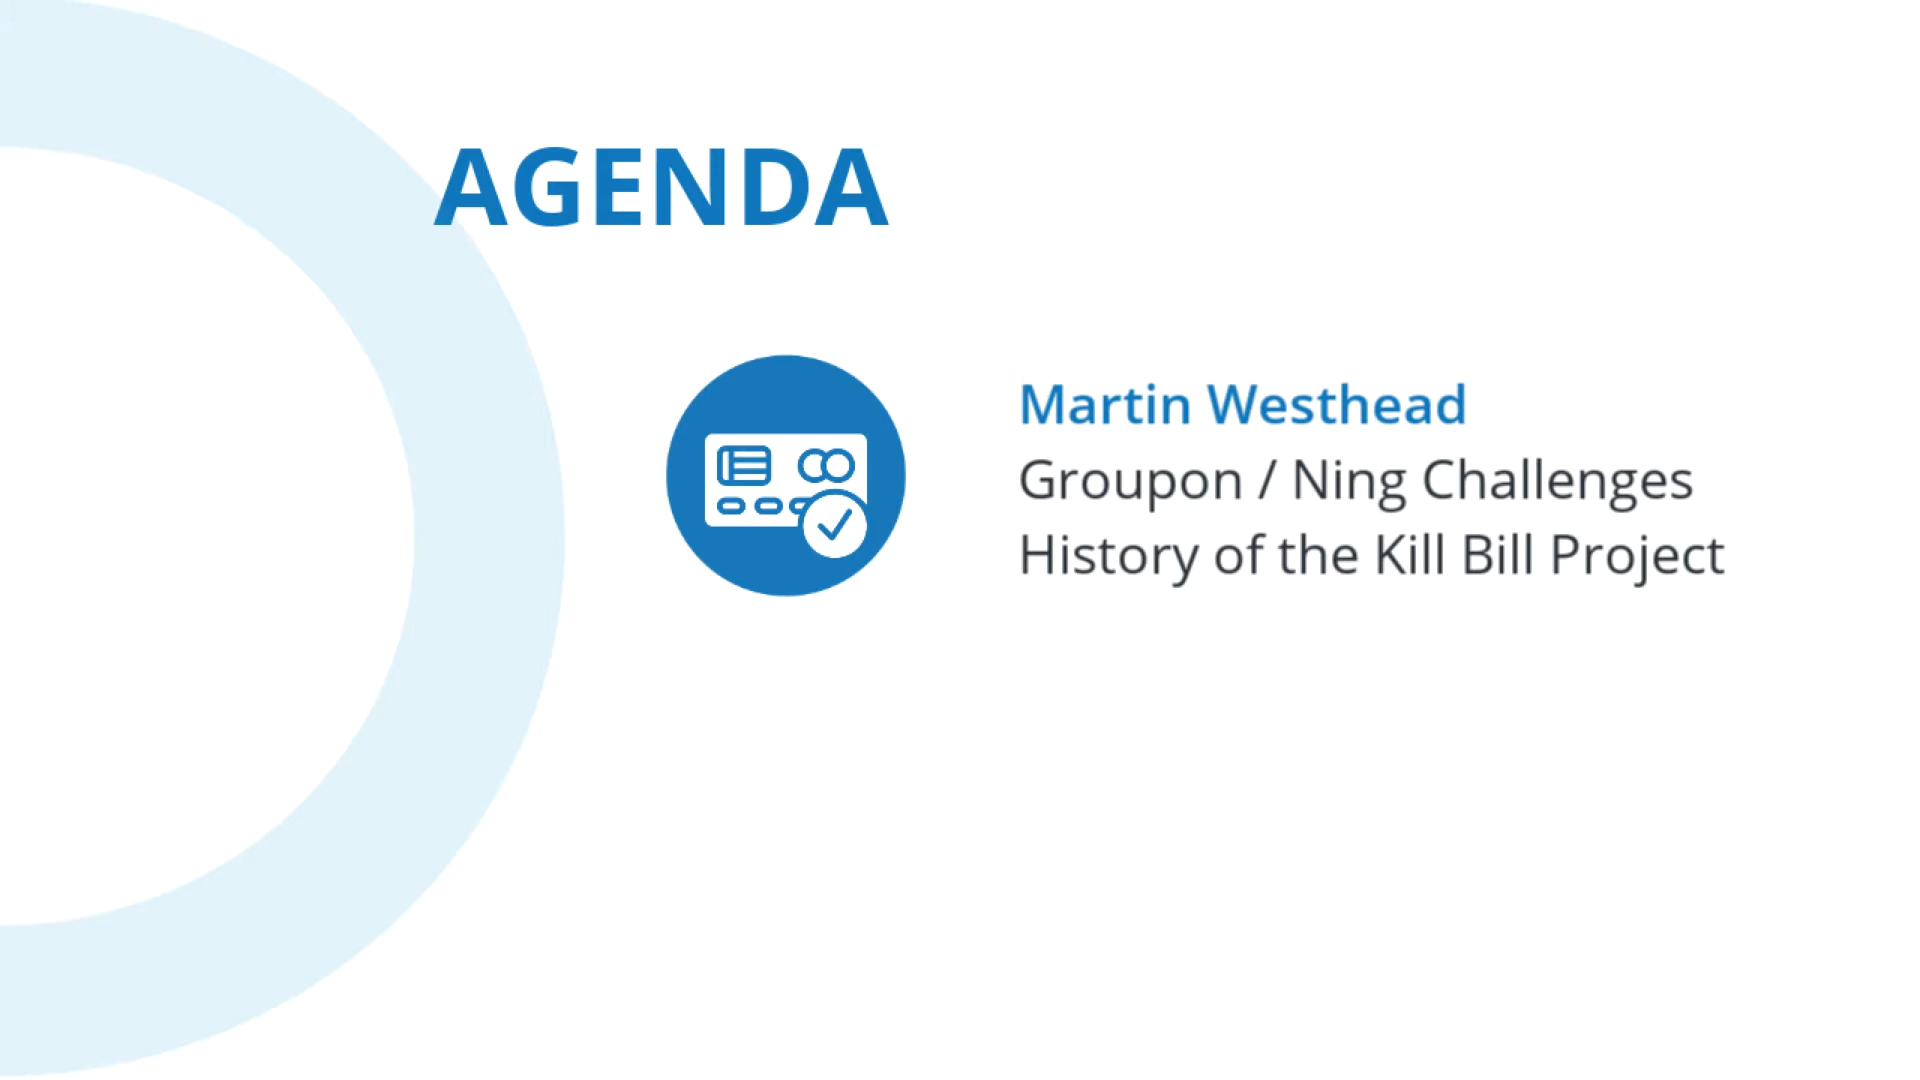 AGENDA
Martin Westhead
Groupon / Ning Challenges
History of the Kill Bill Project